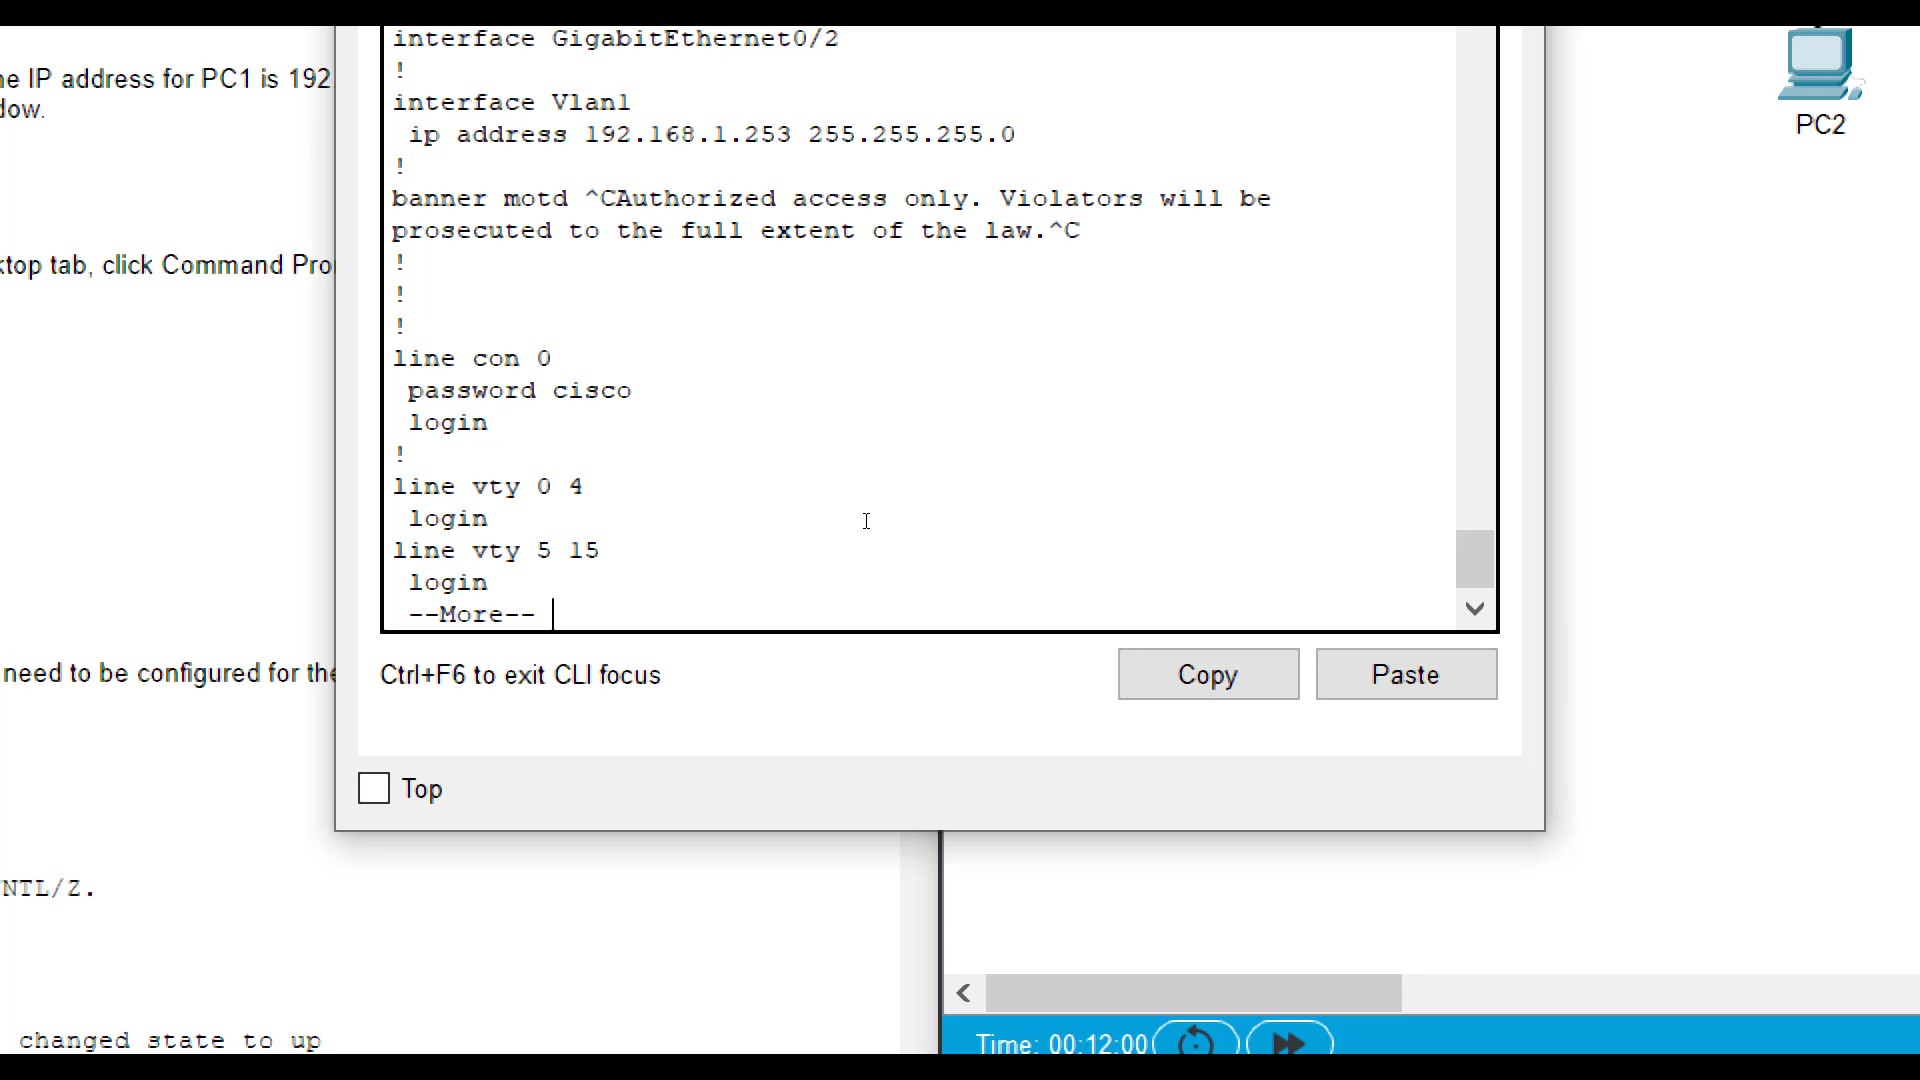 interface GigabitEthernet0/2
!
interface Vlan1
ip address 192.168.1.253 255.255.255.0
!
banner motd ^CAuthorized access only. Violators will be
prosecuted to the full extent of the law.^C
!
!
!
line con 0
password cisco
login
!
line vty 0 4
login
line vty 5 15
login
--More--
Ctrl+F6 to exit CLI focus
Copy
Paste
Top
IP address for PC1 is 192
tab, click Command
need to be configured for
NTL/Z.
changed state to up
PC2
Time: 00:12:00